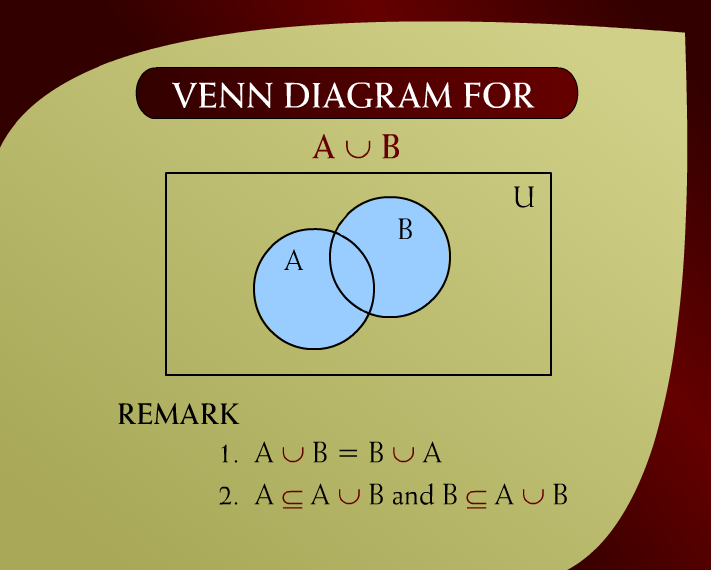 VENN DIAGRAM FOR
A ∪ B
U
B
A
REMARK
1. A ∪ B = B ∪ A
2. A ⊆ A ∪ B and B ⊆ A ∪ B